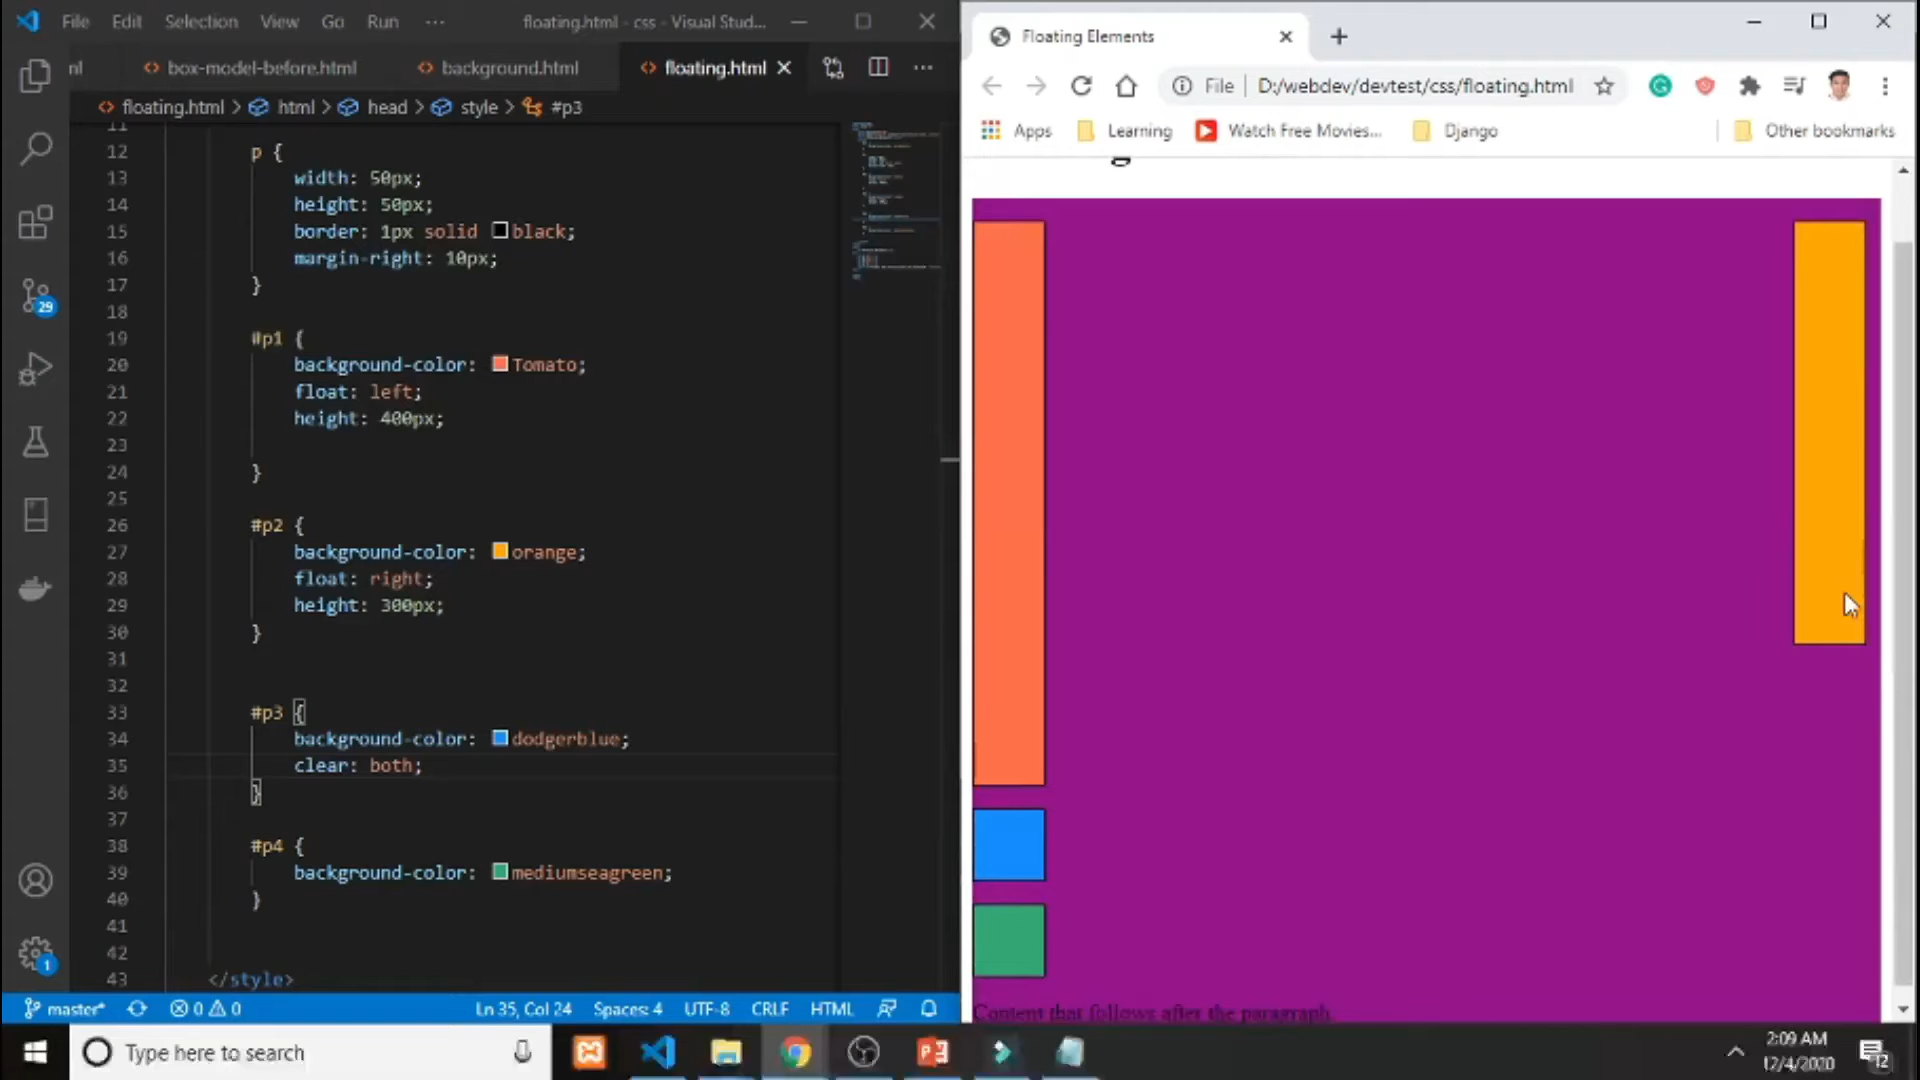 File Edit Selection View Go Run ··· floating.html - css - Visual Stud...
nl box-model-before.html background.html floating.html
floating.html > html > head > style > #p3
11
12 p {
13 width: 50px;
14 height: 50px;
15 border: 1px solid black;
16 margin-right: 10px;
17 }
18
19 #p1 {
20 background-color: Tomato;
21 float: left;
22 height: 400px;
23
24 }
25
26 #p2 {
27 background-color: orange;
28 float: right;
29 height: 300px;
30 }
31
32
33 #p3 {
34 background-color: dodgerblue;
35 clear: both;
36 }
37
38 #p4 {
39 background-color: mediumseagreen;
40 }
41
42
43 </style>
29
1
master* 0 0 Ln 35, Col 24 Spaces: 4 UTF-8 CRLF HTML
Floating Elements
File D:/webdev/devtest/css/floating.html
Apps Learning Watch Free Movies... Django Other bookmarks
Content that follows after the paragraph
Type here to search
2:09 AM
12/4/2020
12